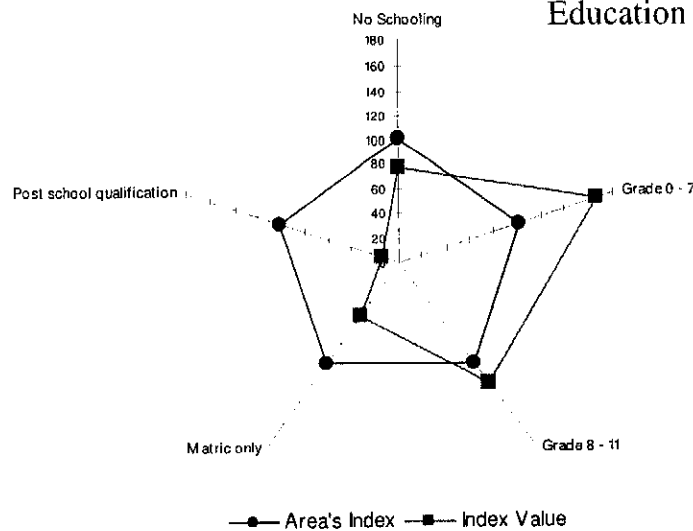 Education
No Schooling
180
160
140
120
100
80
60
40
20
0
Post school qualification
Grade 0 - 7
Matric only
Grade 8 - 11
Area's Index
Index Value